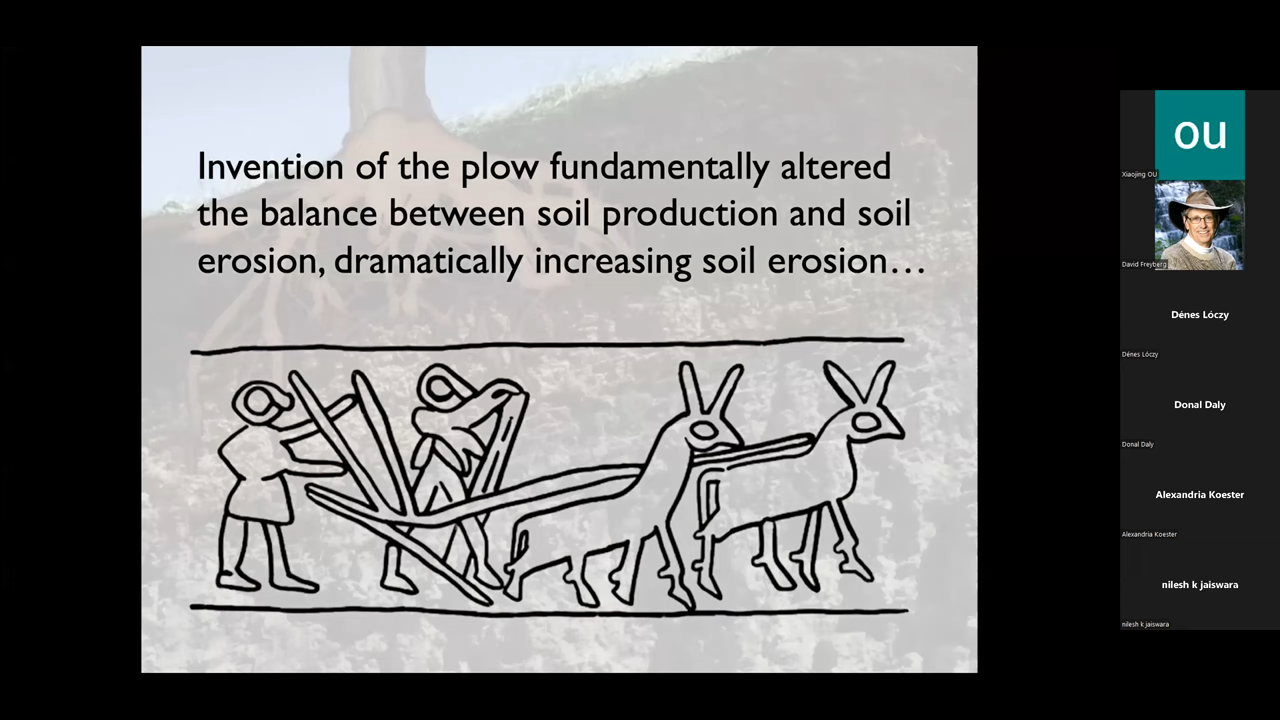 Invention of the plow fundamentally altered
the balance between soil production and soil
erosion, dramatically increasing soil erosion…
ou
Xiaojing OU
David Freyberg
Dénes Lóczy
Dénes Lóczy
Donal Daly
Donal Daly
Alexandria Koester
Alexandria Koester
nilesh k jaiswara
nilesh k jaiswara